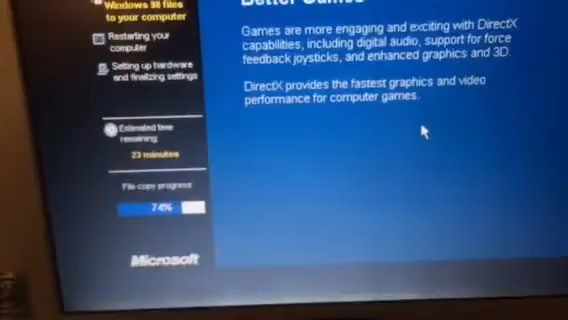 Windows 98 files
to your computer
Restarting your
computer
Setting up hardware
and finalizing settings
Estimated time
remaining:
23 minutes
File copy progress:
74%
Microsoft
Better Games
Games are more engaging and exciting with DirectX
capabilities, including digital audio, support for force
feedback joysticks, and enhanced graphics and 3D.
DirectX provides the fastest graphics and video
performance for computer games.